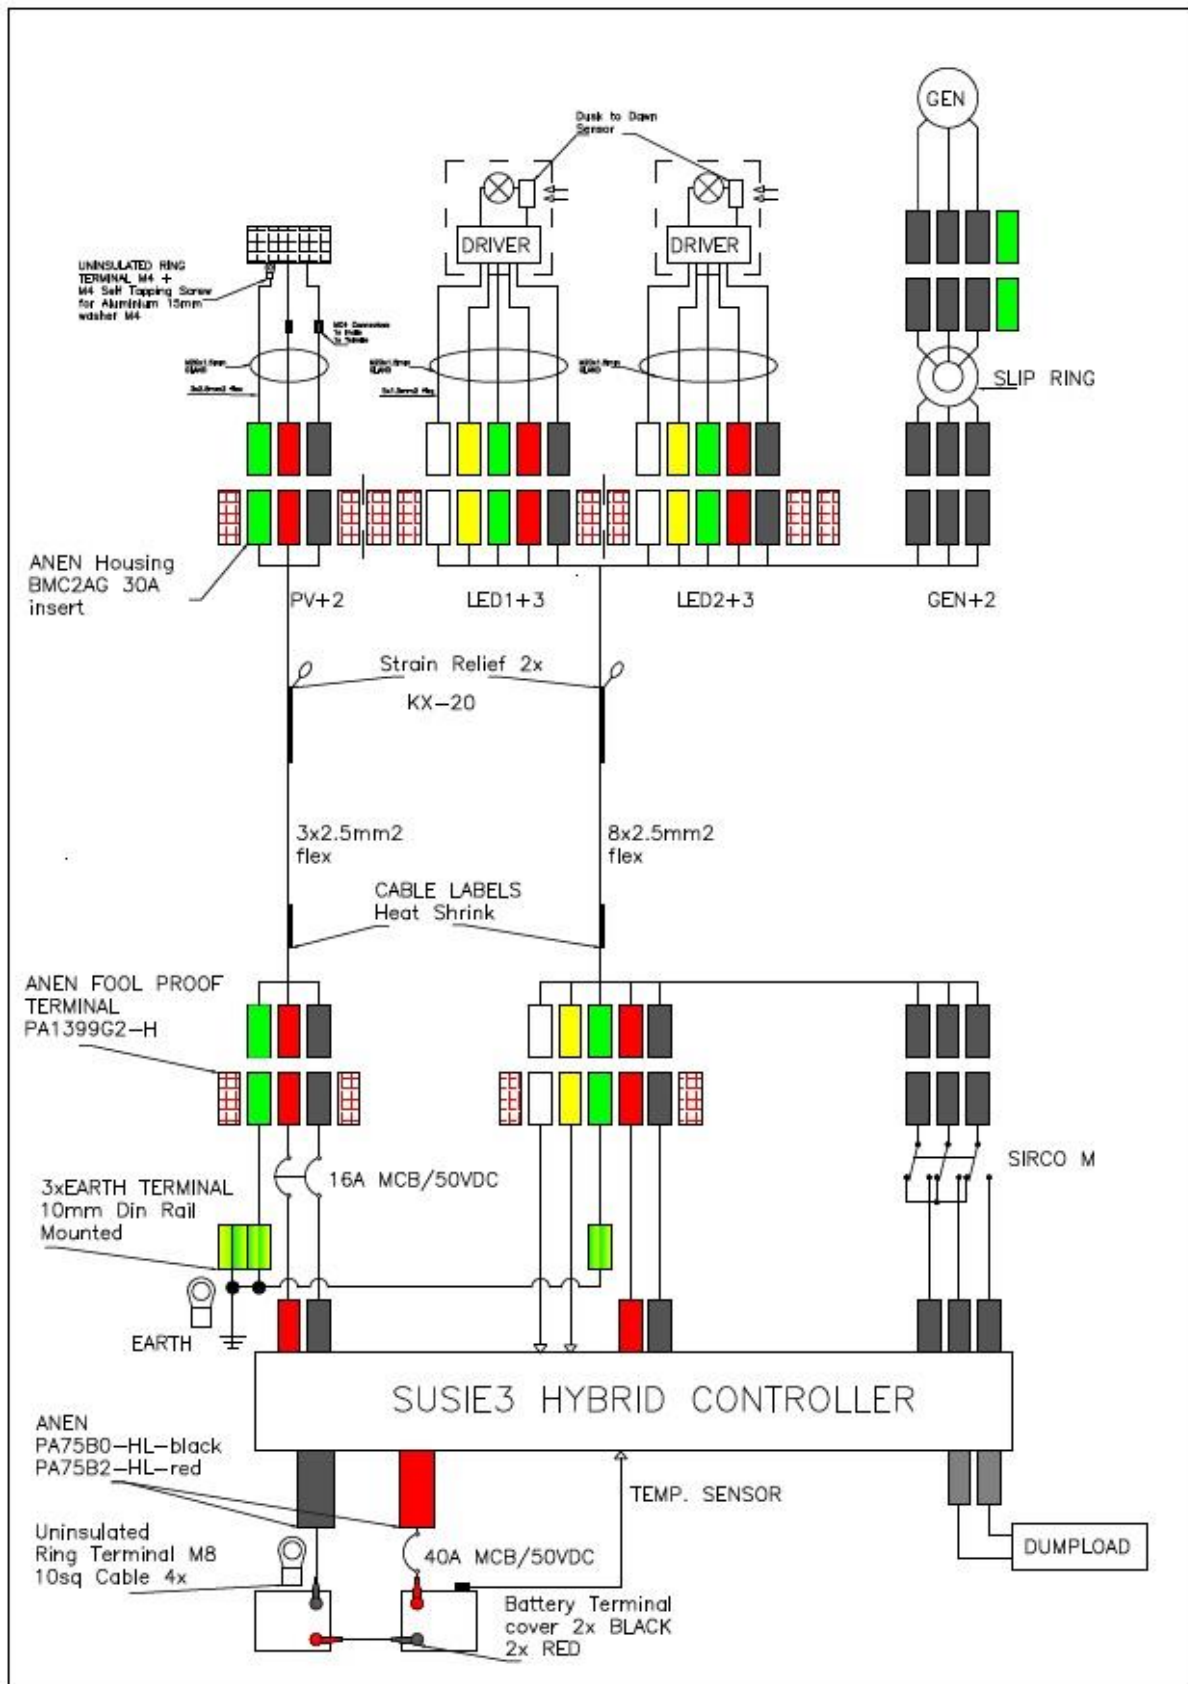 GEN
Dusk to Dawn
Sensor
DRIVER
DRIVER
UNINSULATED RING
TERMINAL M4 +
M4 Self Tapping Screw
for Aluminium 15mm
washer M4
SLIP RING
ANEN Housing
BMC2AG 30A
insert
PV+2
LED1+3
LED2+3
GEN+2
Strain Relief 2x
KX-20
3x2.5mm2
flex
8x2.5mm2
flex
CABLE LABELS
Heat Shrink
ANEN FOOL PROOF
TERMINAL
PA1399G2-H
16A MCB/50VDC
SIRCO M
3xEARTH TERMINAL
10mm Din Rail
Mounted
EARTH
SUSIE3 HYBRID CONTROLLER
ANEN
PA75B0-HL-black
PA75B2-HL-red
TEMP. SENSOR
Uninsulated
Ring Terminal M8
10sq Cable 4x
40A MCB/50VDC
DUMPLOAD
Battery Terminal
cover 2x BLACK
2x RED